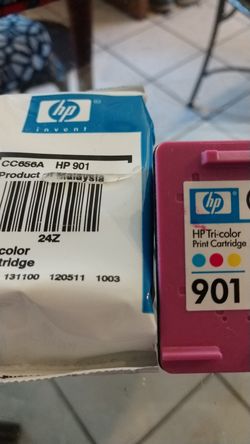 hp
invent
CC656A HP 901
Product of Malaysia
24Z
color
tridge
131100 120511 1003
hp
HP Tri-color
Print Cartridge
901